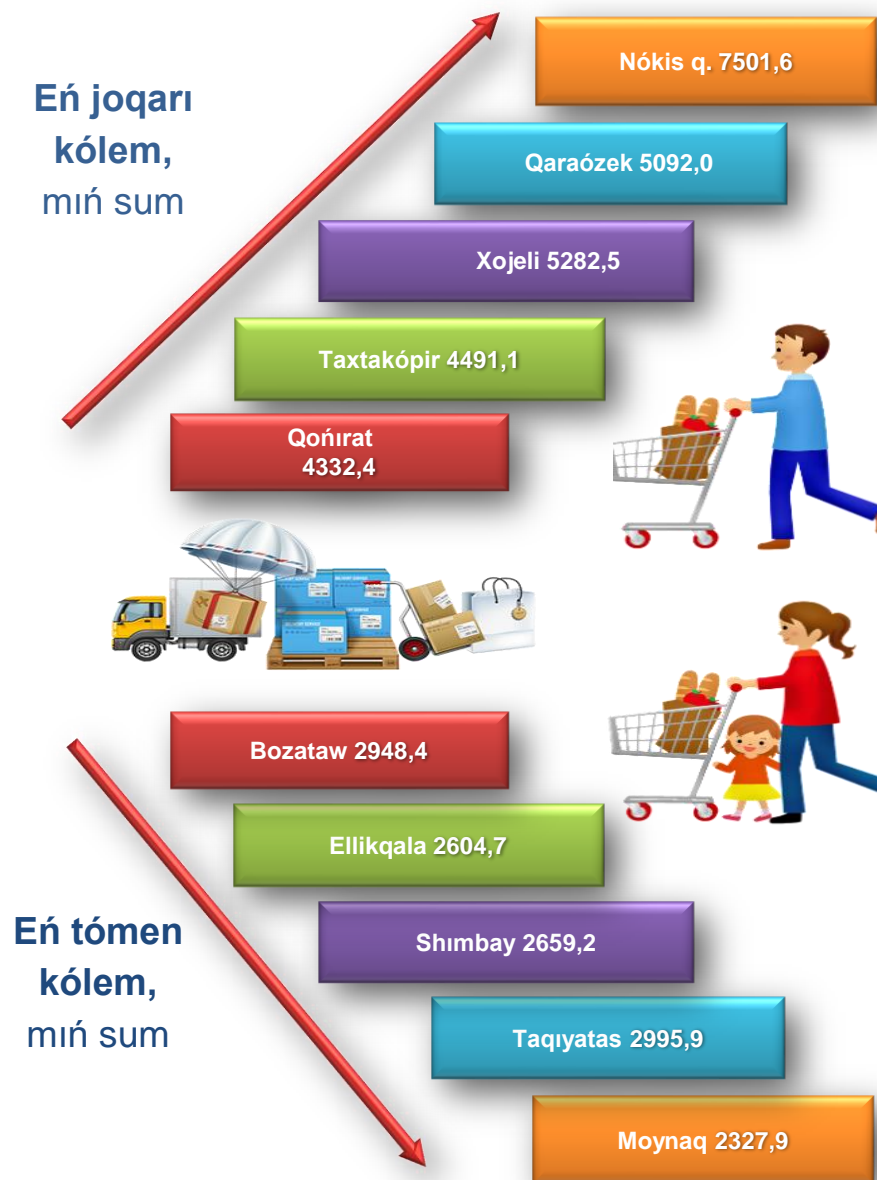 Eń joqarı
kólem,
mıń sum
Nókis q. 7501,6
Qaraózek 5092,0
Xojeli 5282,5
Taxtakópir 4491,1
Qońırat
4332,4
Bozataw 2948,4
Ellikqala 2604,7
Shımbay 2659,2
Taqıyatas 2995,9
Moynaq 2327,9
Eń tómen
kólem,
mıń sum